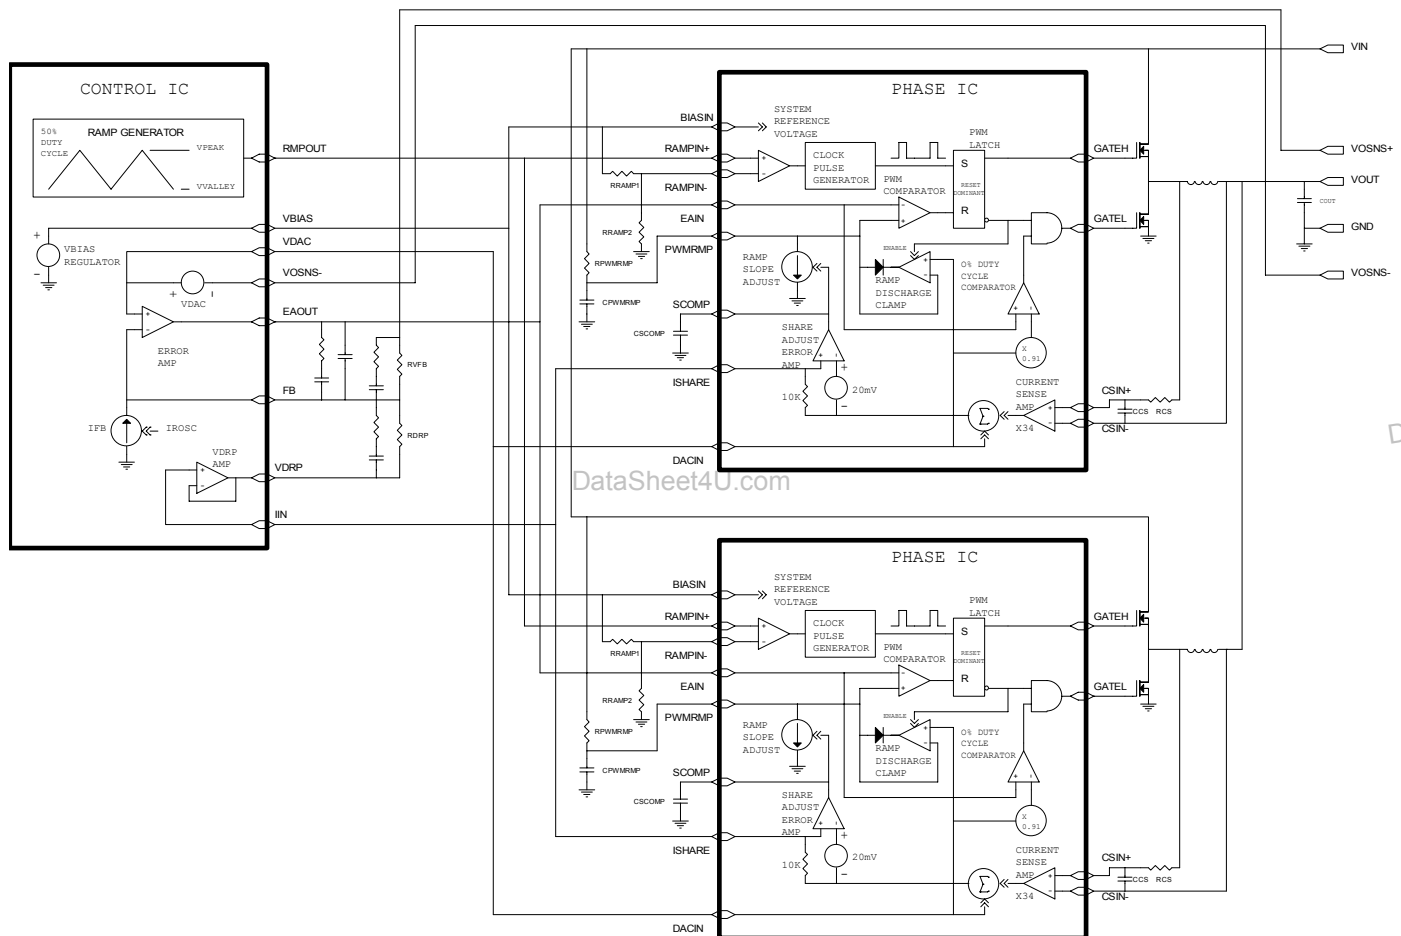 CONTROL IC
50%
DUTY
CYCLE
RAMP GENERATOR
VPEAK
VVALLEY
RMPOUT
VBIAS
VDAC
VOSNS-
EAOUT
FB
VDRP
IIN
+
-
VBIAS
REGULATOR
+
-
VDAC
+
-
ERROR
AMP
IFB
IROSC
VDRP
AMP
+
-
RVFB
RDRP
VIN
VOSNS+
VOUT
COUT
GND
VOSNS-
PHASE IC
BIASIN
SYSTEM
REFERENCE
VOLTAGE
RAMPIN+
RAMPIN-
RRAMP1
RRAMP2
EAIN
PWMRMP
RPWMRMP
CPWMRMP
SCOMP
CSCOMP
ISHARE
DACIN
+
-
CLOCK
PULSE
GENERATOR
PWM
LATCH
S
RESET
DOMINANT
R
PWM
COMPARATOR
-
+
GATEH
GATEL
ENABLE
+
-
RAMP
SLOPE
ADJUST
RAMP
DISCHARGE
CLAMP
0% DUTY
CYCLE
COMPARATOR
+
-
X
0.91
SHARE
ADJUST
ERROR
AMP
+
-
+
20mV
-
10K
Σ
CURRENT
SENSE
AMP
+
-
X34
CSIN+
CCS
RCS
CSIN-
DataSheet4U.com
D
PHASE IC
BIASIN
SYSTEM
REFERENCE
VOLTAGE
RAMPIN+
RAMPIN-
RRAMP1
RRAMP2
EAIN
PWMRMP
RPWMRMP
CPWMRMP
SCOMP
CSCOMP
ISHARE
DACIN
+
-
CLOCK
PULSE
GENERATOR
PWM
LATCH
S
RESET
DOMINANT
R
PWM
COMPARATOR
-
+
GATEH
GATEL
ENABLE
+
-
RAMP
SLOPE
ADJUST
RAMP
DISCHARGE
CLAMP
0% DUTY
CYCLE
COMPARATOR
+
-
X
0.91
SHARE
ADJUST
ERROR
AMP
+
-
+
20mV
-
10K
Σ
CURRENT
SENSE
AMP
+
-
X34
CSIN+
CCS
RCS
CSIN-